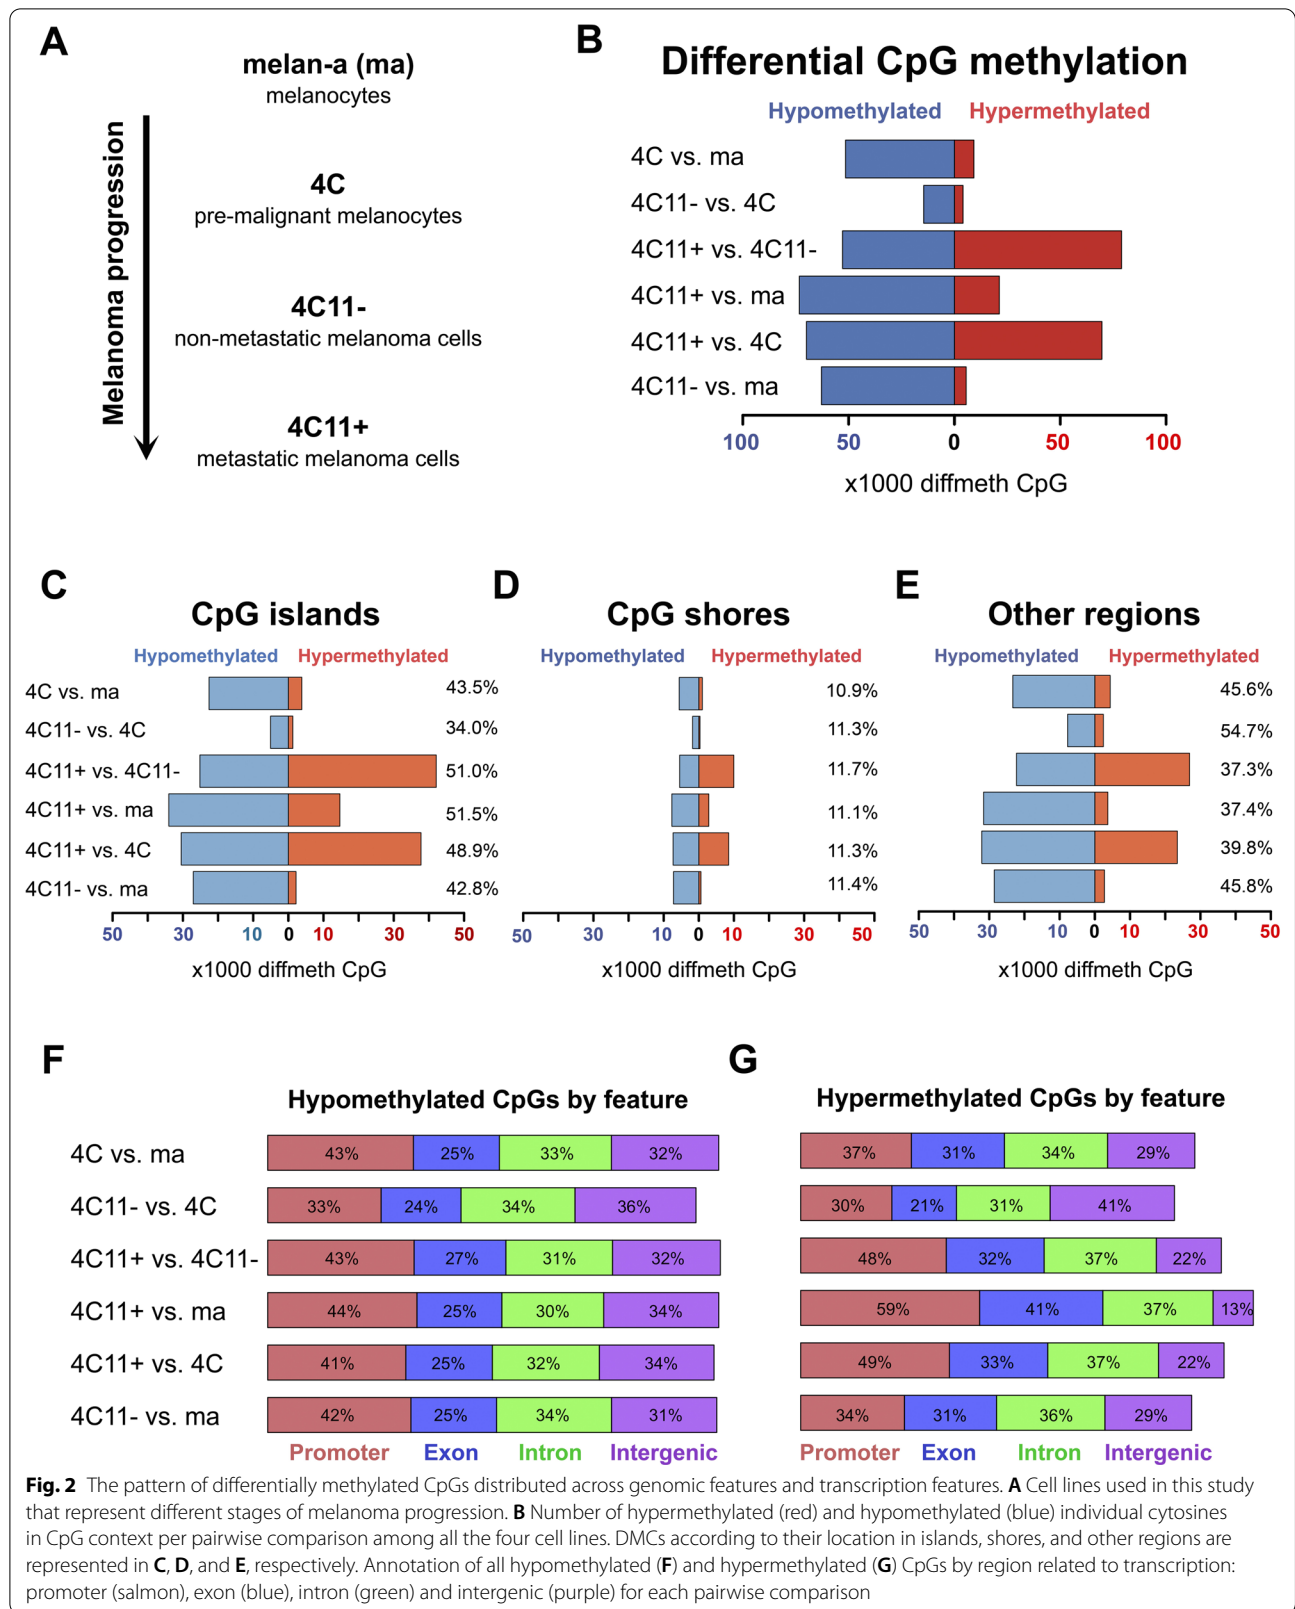 A
melan-a (ma)
melanocytes
4C
pre-malignant melanocytes
4C11-
non-metastatic melanoma cells
4C11+
metastatic melanoma cells
Melanoma progression
B
Differential CpG methylation
Hypomethylated Hypermethylated
4C vs. ma
4C11- vs. 4C
4C11+ vs. 4C11-
4C11+ vs. ma
4C11+ vs. 4C
4C11- vs. ma
100 50 0 50 100
x1000 diffmeth CpG
C
CpG islands
Hypomethylated Hypermethylated
4C vs. ma 43.5%
4C11- vs. 4C 34.0%
4C11+ vs. 4C11- 51.0%
4C11+ vs. ma 51.5%
4C11+ vs. 4C 48.9%
4C11- vs. ma 42.8%
50 30 10 0 10 30 50
x1000 diffmeth CpG
D
CpG shores
Hypomethylated Hypermethylated
10.9%
11.3%
11.7%
11.1%
11.3%
11.4%
50 30 10 0 10 30 50
x1000 diffmeth CpG
E
Other regions
Hypomethylated Hypermethylated
45.6%
54.7%
37.3%
37.4%
39.8%
45.8%
50 30 10 0 10 30 50
x1000 diffmeth CpG
F
Hypomethylated CpGs by feature
4C vs. ma 43% 25% 33% 32%
4C11- vs. 4C 33% 24% 34% 36%
4C11+ vs. 4C11- 43% 27% 31% 32%
4C11+ vs. ma 44% 25% 30% 34%
4C11+ vs. 4C 41% 25% 32% 34%
4C11- vs. ma 42% 25% 34% 31%
Promoter Exon Intron Intergenic
G
Hypermethylated CpGs by feature
37% 31% 34% 29%
30% 21% 31% 41%
48% 32% 37% 22%
59% 41% 37% 13%
49% 33% 37% 22%
34% 31% 36% 29%
Promoter Exon Intron Intergenic
Fig. 2 The pattern of differentially methylated CpGs distributed across genomic features and transcription features. A Cell lines used in this study
that represent different stages of melanoma progression. B Number of hypermethylated (red) and hypomethylated (blue) individual cytosines
in CpG context per pairwise comparison among all the four cell lines. DMCs according to their location in islands, shores, and other regions are
represented in C, D, and E, respectively. Annotation of all hypomethylated (F) and hypermethylated (G) CpGs by region related to transcription:
promoter (salmon), exon (blue), intron (green) and intergenic (purple) for each pairwise comparison